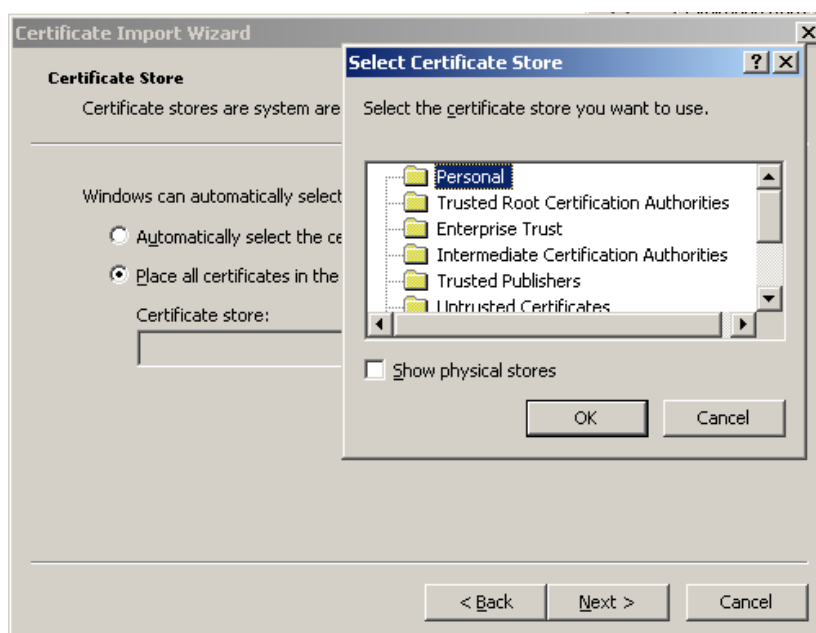 Certificate Import Wizard
Certificate Store
Certificate stores are system are
Windows can automatically select
Automatically select the ce
Place all certificates in the
Certificate store:
Select Certificate Store
Select the certificate store you want to use.
Personal
Trusted Root Certification Authorities
Enterprise Trust
Intermediate Certification Authorities
Trusted Publishers
Untrusted Certificates
Show physical stores
OK Cancel
< Back Next > Cancel